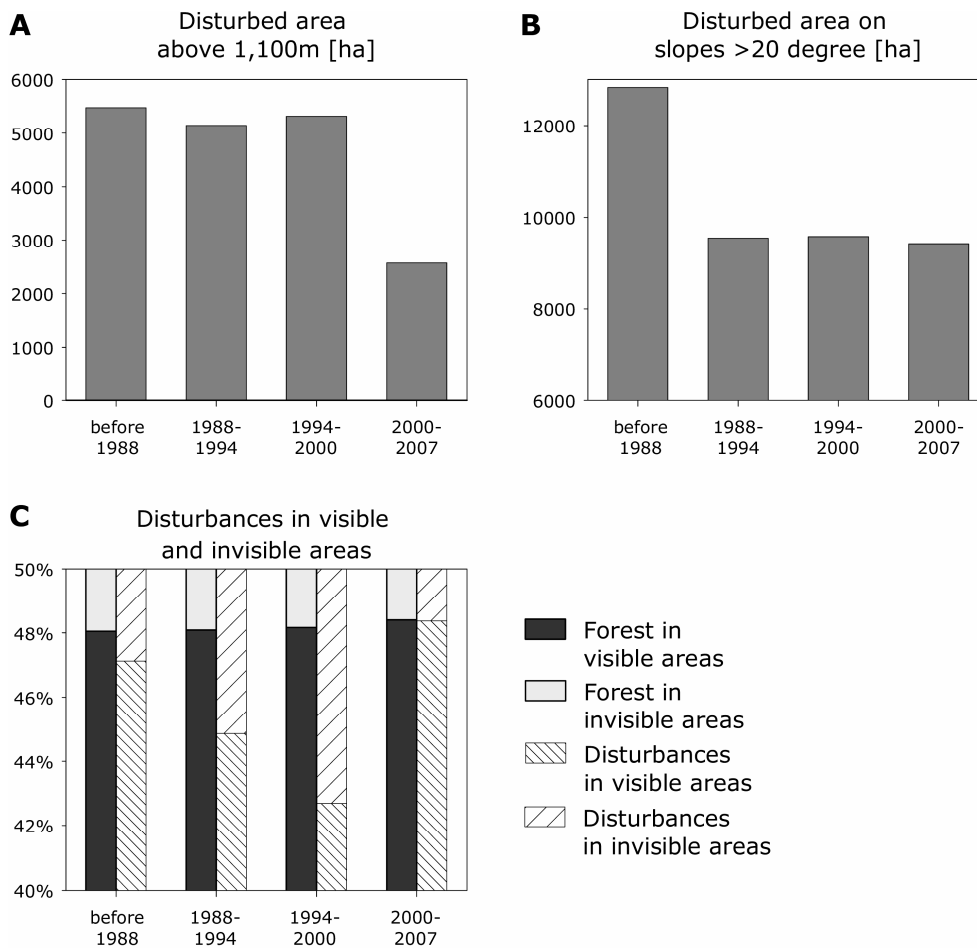 A
Disturbed area
above 1,100m [ha]
6000
5000
4000
3000
2000
1000
0
before
1988
1988-
1994
1994-
2000
2000-
2007
B
Disturbed area on
slopes >20 degree [ha]
12000
10000
8000
6000
before
1988
1988-
1994
1994-
2000
2000-
2007
C
Disturbances in visible
and invisible areas
50%
48%
46%
44%
42%
40%
before
1988
1988-
1994
1994-
2000
2000-
2007
Forest in
visible areas
Forest in
invisible areas
Disturbances
in visible areas
Disturbances
in invisible areas